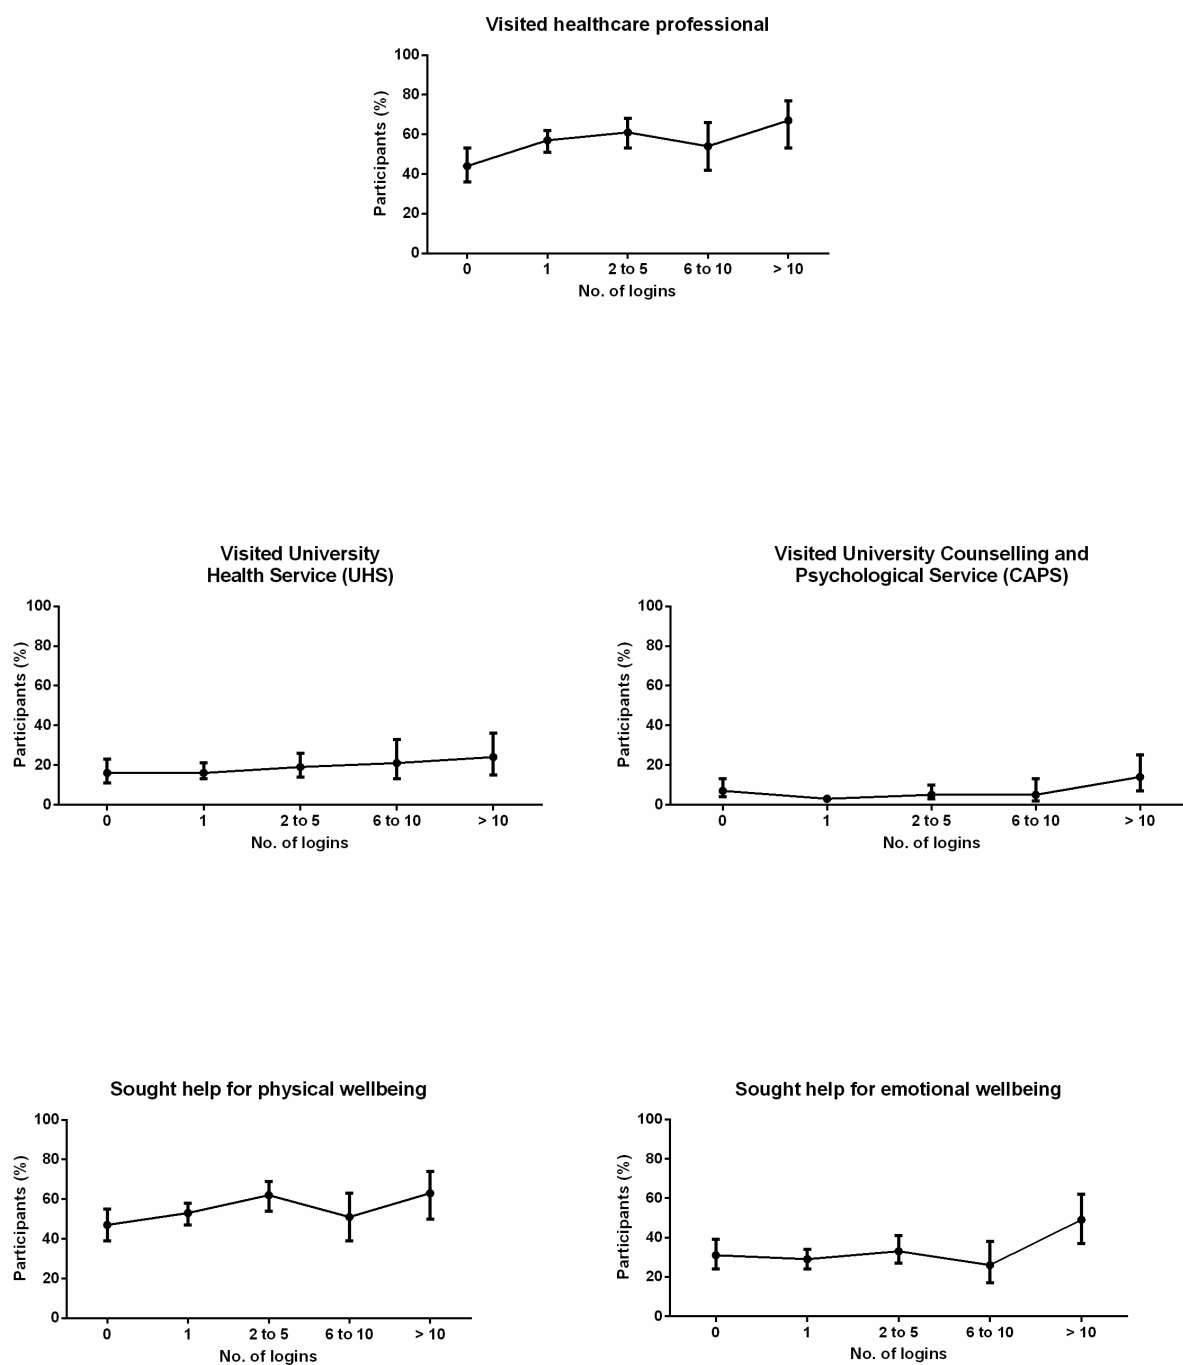 Visited healthcare professional
100
80
60
40
20
0
Participants (%)
0 1 2 to 5 6 to 10 > 10
No. of logins
Visited University
Health Service (UHS)
100
80
60
40
20
0
Participants (%)
0 1 2 to 5 6 to 10 > 10
No. of logins
Visited University Counselling and
Psychological Service (CAPS)
100
80
60
40
20
0
Participants (%)
0 1 2 to 5 6 to 10 > 10
No. of logins
Sought help for physical wellbeing
100
80
60
40
20
0
Participants (%)
0 1 2 to 5 6 to 10 > 10
No. of logins
Sought help for emotional wellbeing
100
80
60
40
20
0
Participants (%)
0 1 2 to 5 6 to 10 > 10
No. of logins